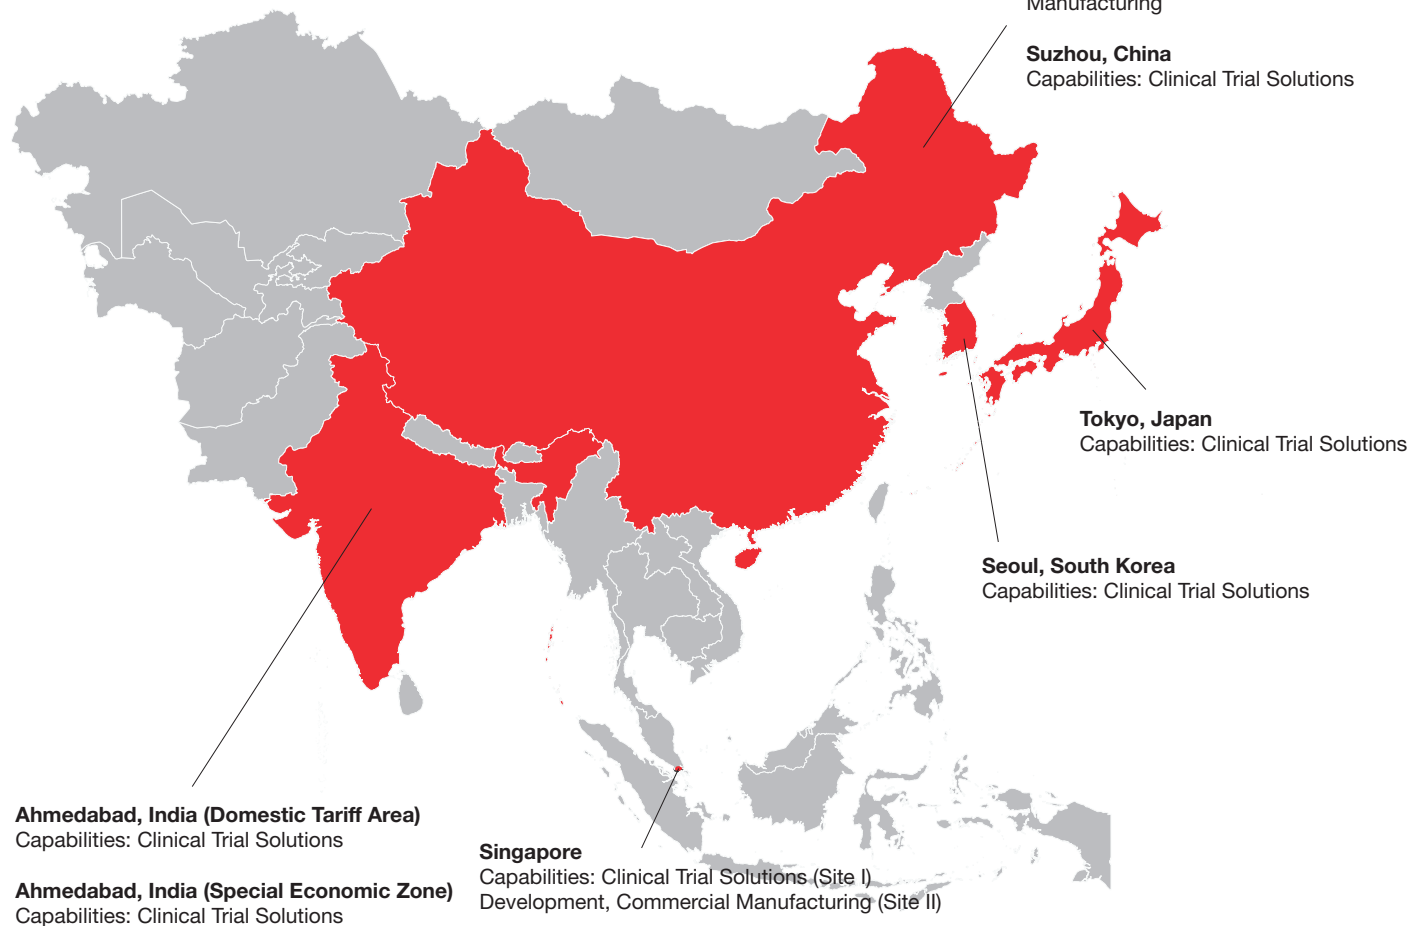 Manufacturing
Suzhou, China
Capabilities: Clinical Trial Solutions
Tokyo, Japan
Capabilities: Clinical Trial Solutions
Seoul, South Korea
Capabilities: Clinical Trial Solutions
Ahmedabad, India (Domestic Tariff Area)
Capabilities: Clinical Trial Solutions
Ahmedabad, India (Special Economic Zone)
Capabilities: Clinical Trial Solutions
Singapore
Capabilities: Clinical Trial Solutions (Site I)
Development, Commercial Manufacturing (Site II)